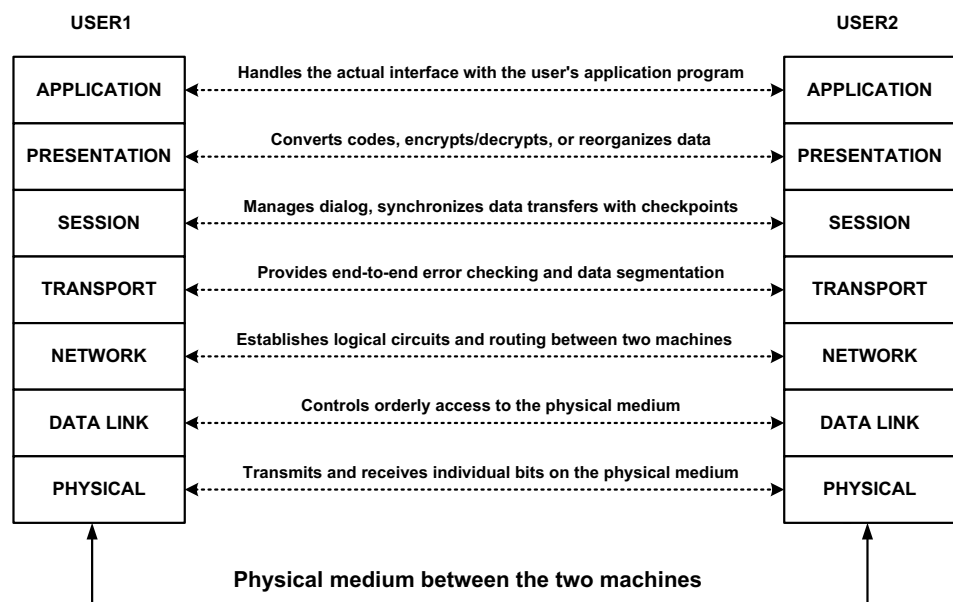 USER1
USER2
APPLICATION
Handles the actual interface with the user's application program
APPLICATION
PRESENTATION
Converts codes, encrypts/decrypts, or reorganizes data
PRESENTATION
SESSION
Manages dialog, synchronizes data transfers with checkpoints
SESSION
TRANSPORT
Provides end-to-end error checking and data segmentation
TRANSPORT
NETWORK
Establishes logical circuits and routing between two machines
NETWORK
DATA LINK
Controls orderly access to the physical medium
DATA LINK
PHYSICAL
Transmits and receives individual bits on the physical medium
PHYSICAL
Physical medium between the two machines